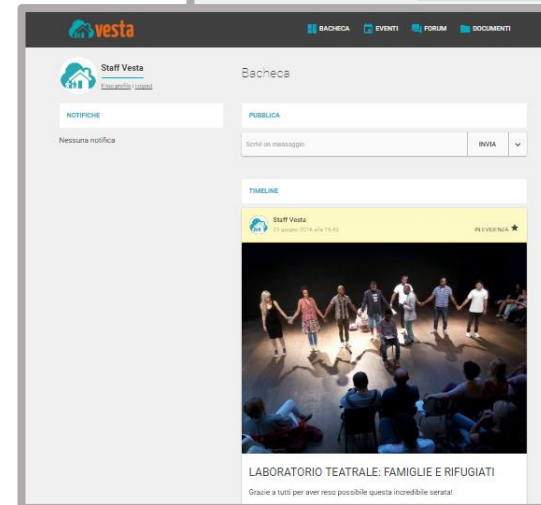 vesta
BACHECA EVENTI FORUM DOCUMENTI
Staff Vesta
Il tuo profilo | Logout
NOTIFICHE
Nessuna notifica
Bacheca
PUBBLICA
Scrivi un messaggio INVIA
TIMELINE
Staff Vesta
IN EVIDENZA
LABORATORIO TEATRALE: FAMIGLIE E RIFUGIATI
Grazie a tutti per aver reso possibile questa incredibile serata!